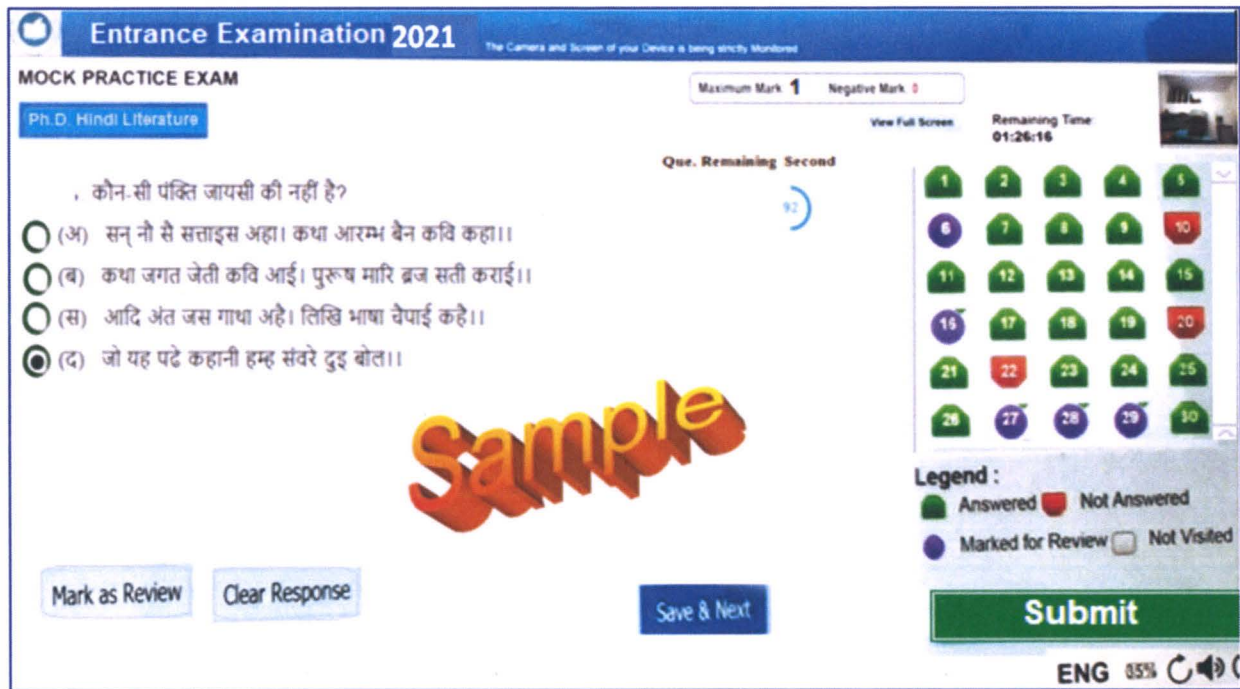 Entrance Examination 2021
The Camera and Screen of your Device is being strictly Monitored
MOCK PRACTICE EXAM
Maximum Mark 1 Negative Mark 0
Ph.D. Hindi Literature
View Full Screen
Remaining Time
01:26:16
Que. Remaining Second
92
, कौन-सी पंक्ति जायसी की नहीं है?
(अ) सन् नौ सै सत्ताइस अहा। कथा आरम्भ बैन कवि कहा।।
(ब) कथा जगत जेती कवि आई। पुरूष मारि ब्रज सती कराई।।
(स) आदि अंत जस गाथा अहै। लिखि भाषा चैपाई कहै।।
(द) जो यह पढे कहानी हम्ह संवरे दुइ बोल।।
1 2 3 4 5
6 7 8 9 10
11 12 13 14 15
16 17 18 19 20
21 22 23 24 25
26 27 28 29 30
Sample
Legend :
Answered Not Answered
Marked for Review Not Visited
Mark as Review Clear Response
Save & Next
Submit
ENG